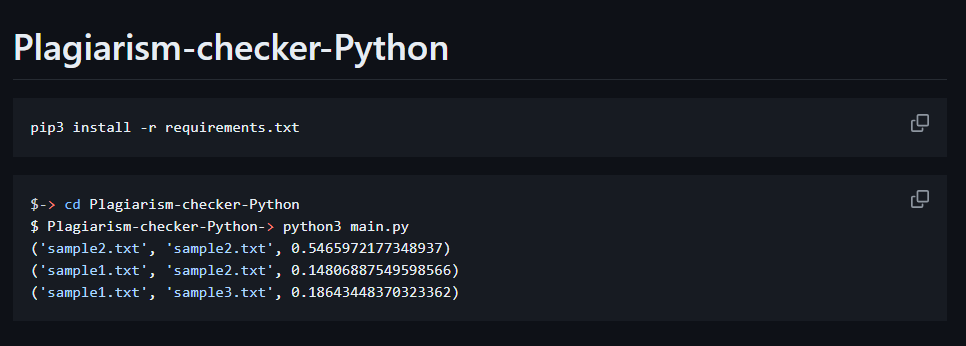 Plagiarism-checker-Python
pip3 install -r requirements.txt
$-> cd Plagiarism-checker-Python
$ Plagiarism-checker-Python-> python3 main.py
('sample2.txt', 'sample2.txt', 0.5465972177348937)
('sample1.txt', 'sample2.txt', 0.14806887549598566)
('sample1.txt', 'sample3.txt', 0.18643448370323362)